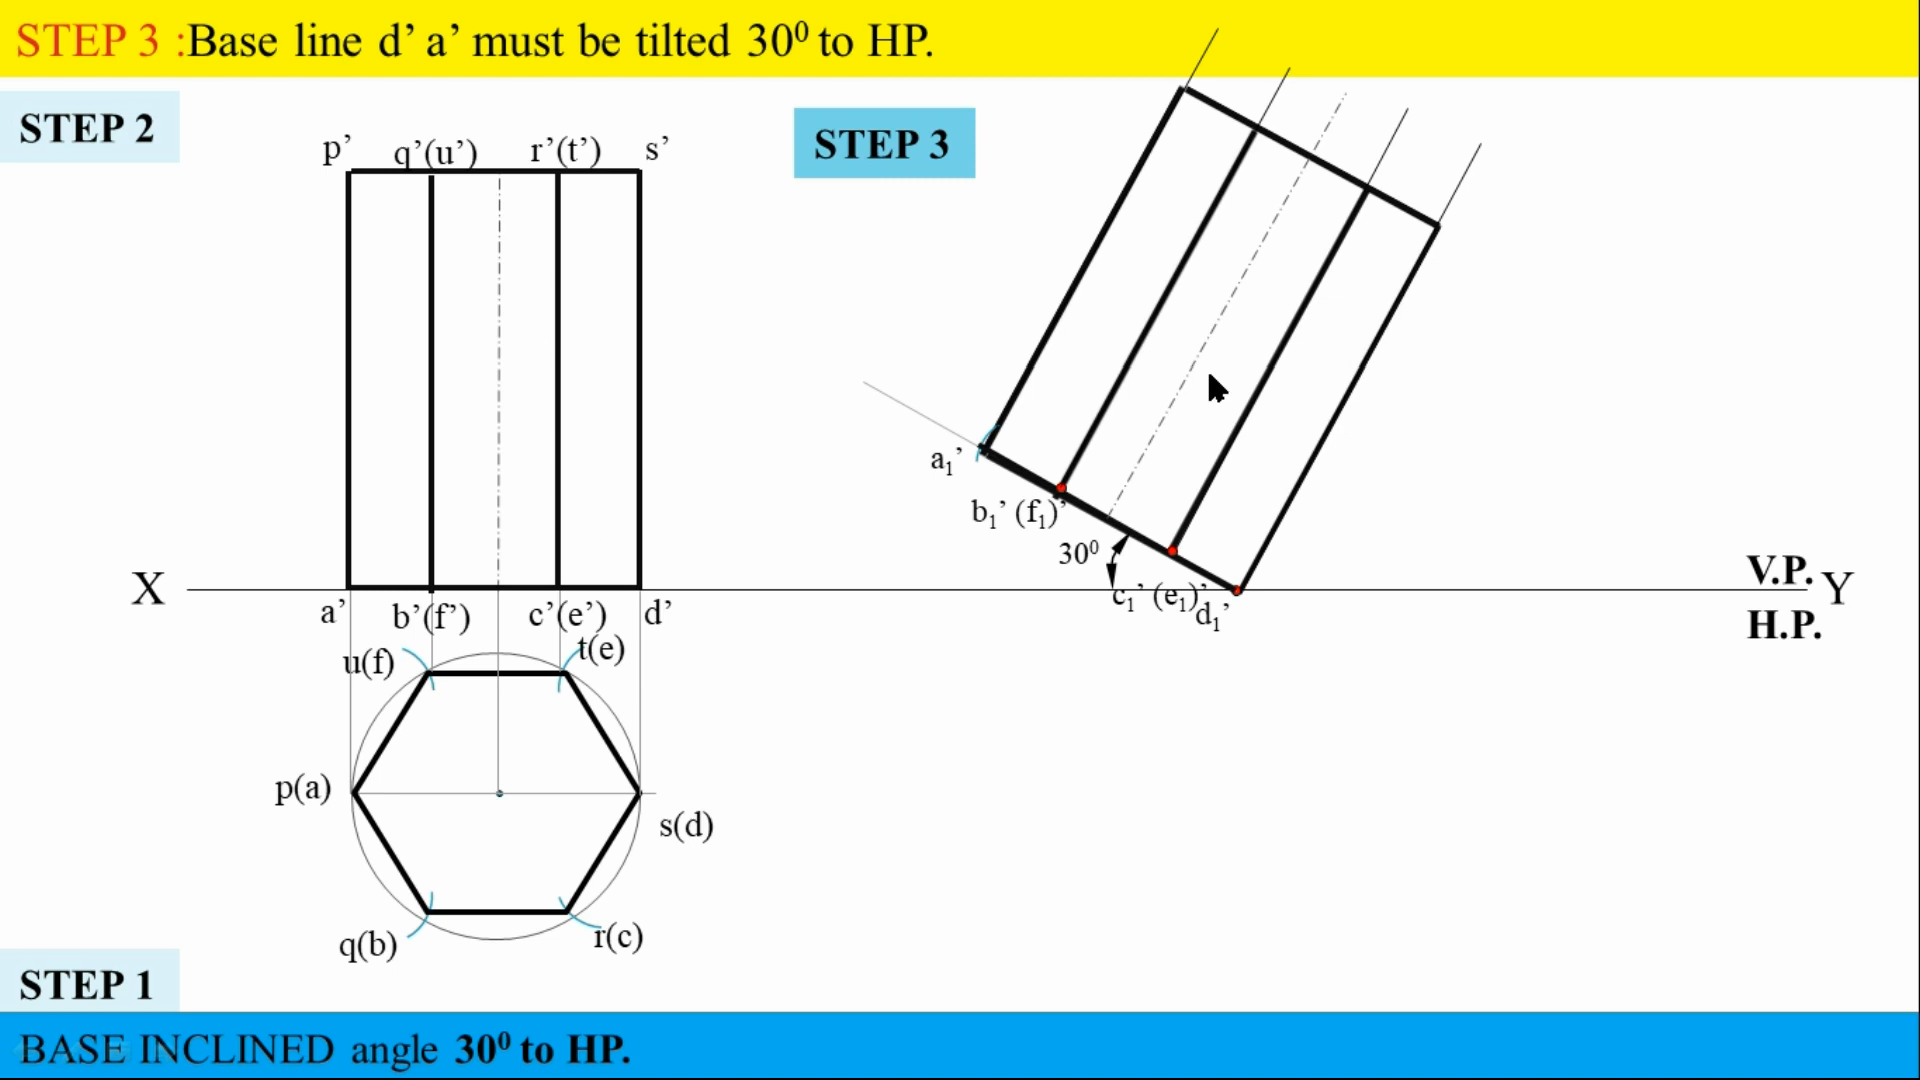 STEP 3 :Base line d’ a’ must be tilted 30⁰ to HP.
STEP 2
STEP 3
p’ q’(u’) r’(t’) s’
a₁’
b₁’ (f₁)’
30⁰
c₁’ (e₁)’
d₁’
X
V.P.
Y
H.P.
a’ b’(f’) c’(e’) d’
u(f) t(e)
p(a)
s(d)
q(b) r(c)
STEP 1
BASE INCLINED angle 30⁰ to HP.